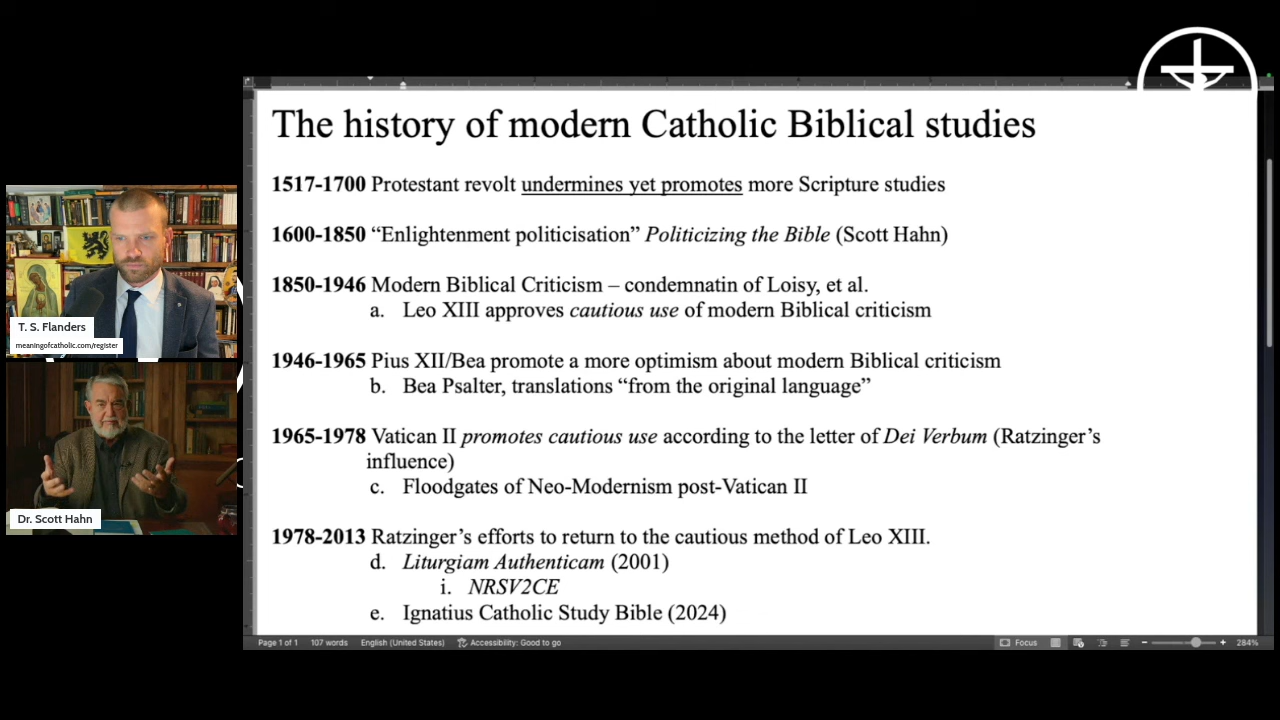 The history of modern Catholic Biblical studies
1517-1700 Protestant revolt undermines yet promotes more Scripture studies
1600-1850 “Enlightenment politicisation” Politicizing the Bible (Scott Hahn)
1850-1946 Modern Biblical Criticism – condemnatin of Loisy, et al.
a. Leo XIII approves cautious use of modern Biblical criticism
1946-1965 Pius XII/Bea promote a more optimism about modern Biblical criticism
b. Bea Psalter, translations “from the original language”
1965-1978 Vatican II promotes cautious use according to the letter of Dei Verbum (Ratzinger’s
influence)
c. Floodgates of Neo-Modernism post-Vatican II
1978-2013 Ratzinger’s efforts to return to the cautious method of Leo XIII.
d. Liturgiam Authenticam (2001)
i. NRSV2CE
e. Ignatius Catholic Study Bible (2024)
T. S. Flanders
meaningofcatholic.com/register
Dr. Scott Hahn
Page 1 of 1 107 words English (United States) Accessibility: Good to go Focus 284%